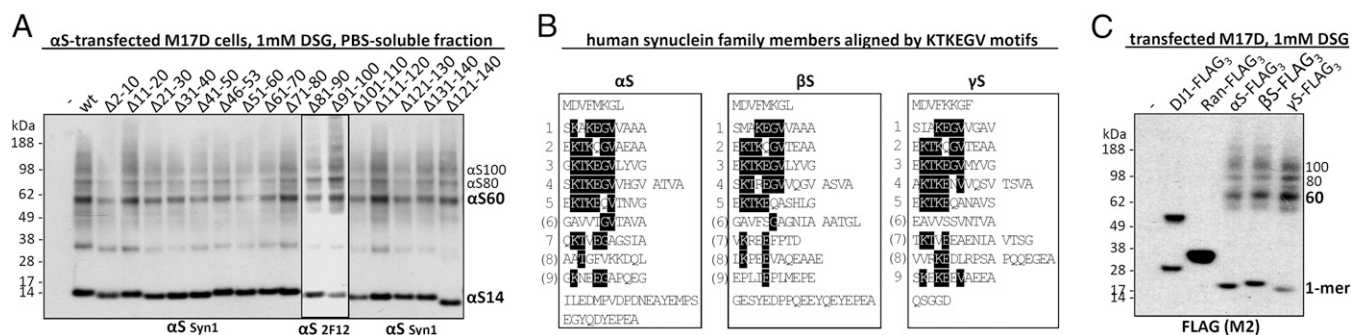 A
αS-transfected M17D cells, 1mM DSG, PBS-soluble fraction
-
wt
Δ2-10
Δ11-20
Δ21-30
Δ31-40
Δ41-50
Δ46-53
Δ51-60
Δ61-70
Δ71-80
Δ81-90
Δ91-100
Δ101-110
Δ111-120
Δ121-130
Δ131-140
Δ121-140
kDa
188 -
98 -
62 -
49 -
38 -
28 -
17 -
14 -
αS100
αS80
αS60
αS14
αS Syn1
αS 2F12
αS Syn1
B
human synuclein family members aligned by KTKEGV motifs
αS
MDVFMKGL
1 SKAKEGVVAAA
2 EKTKQGVAEAA
3 GKTKEGVLYVG
4 SKTKEGVVHGV ATVA
5 EKTKEQVTNVG
(6) GAVVTGVTAVA
7 QKTVEGAGSIA
(8) AATGFVKKDQL
(9) GKNEEGAPQEG
ILEDMPVDPDNEAYEMPS
EGYQDYEPEA
βS
MDVFMKGL
1 SMAKEGVVAAA
2 EKTKQGVTEAA
3 EKTKEGVLYVG
4 SKTREGVVQGV ASVA
5 EKTKEQASHLG
(6) GAVFSGAGNIA AATGL
(7) VKREEFPTD
(8) LKPEEVAQEAAE
(9) EPLIEPLMEPE
GESYEDPPQEEYQEYEPEA
γS
MDVFKKGF
1 SIAKEGVVGAV
2 EKTKQGVTEAA
3 EKTKEGVMYVG
4 AKTKENVVQSV TSVA
5 EKTKEQANAVS
(6) EAVVSSVNTVA
(7) TKTVEEAENIA VTSG
(8) VVRKEDLRPSA PQQEGEA
9 SKEKEEVAEEA
QSGGD
C
transfected M17D, 1mM DSG
-
DJ1-FLAG3
Ran-FLAG3
αS-FLAG3
βS-FLAG3
γS-FLAG3
kDa
188 -
98 -
62 -
49 -
38 -
28 -
17 -
14 -
100
80
60
1-mer
FLAG (M2)